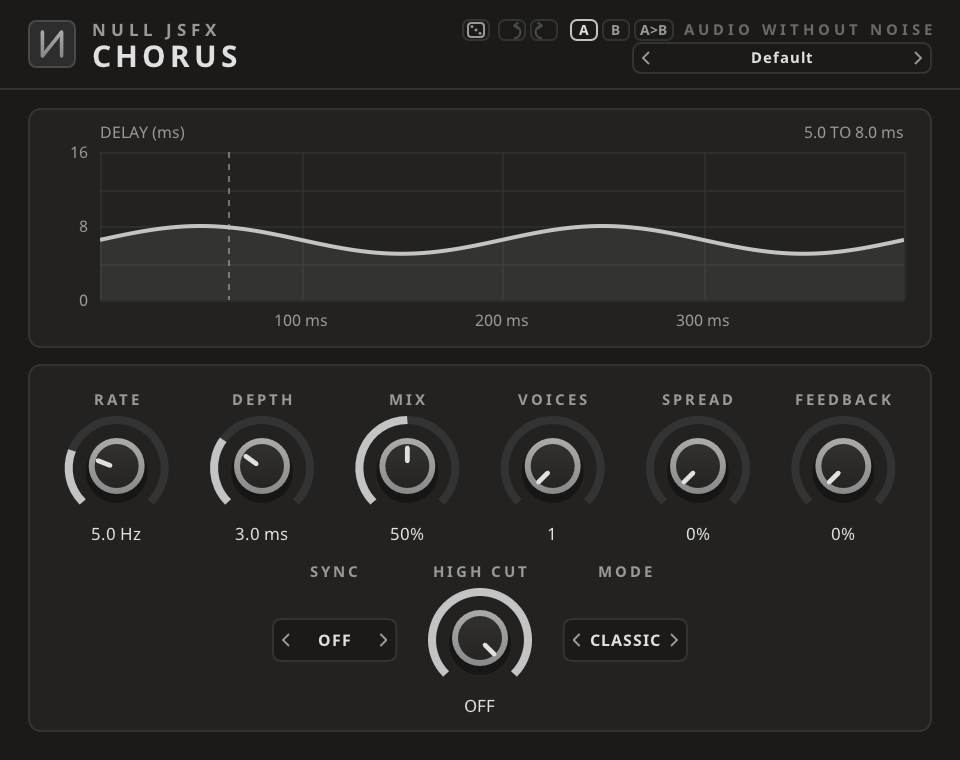 NULL JSFX
CHORUS
A B A>B AUDIO WITHOUT NOISE
Default
DELAY (ms) 5.0 TO 8.0 ms
16
8
0
100 ms 200 ms 300 ms
RATE DEPTH MIX VOICES SPREAD FEEDBACK
5.0 Hz 3.0 ms 50% 1 0% 0%
SYNC HIGH CUT MODE
OFF CLASSIC
OFF